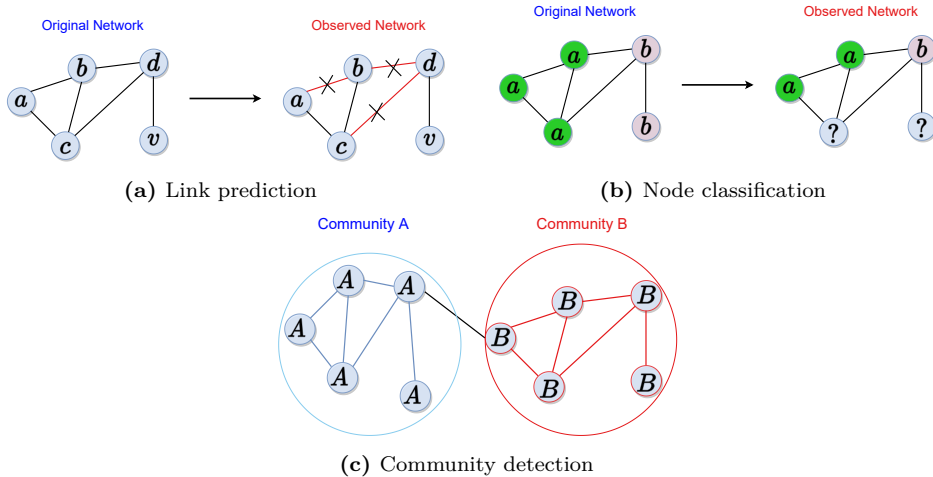 Original Network
Observed Network
a
b
d
c
v
a
b
d
c
v
(a) Link prediction
Original Network
Observed Network
a
a
b
a
b
a
a
b
?
?
(b) Node classification
Community A
Community B
A
A
A
A
A
B
B
B
B
B
(c) Community detection